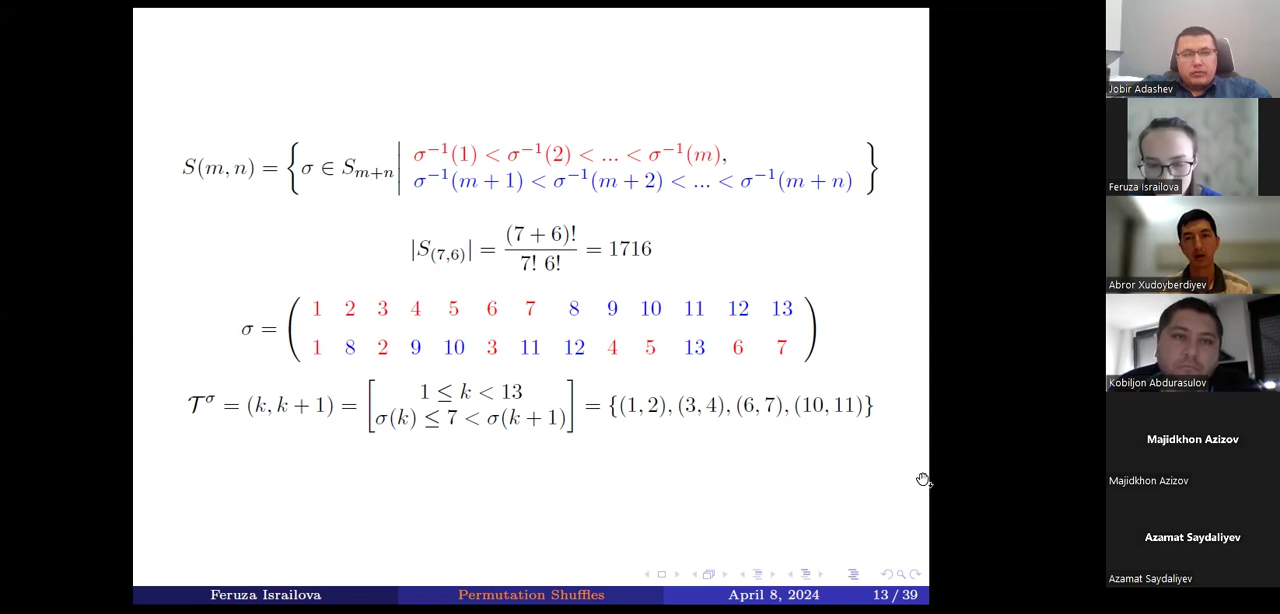 S(m, n) = { σ ∈ S_{m+n} | σ^{-1}(1) < σ^{-1}(2) < ... < σ^{-1}(m),
σ^{-1}(m + 1) < σ^{-1}(m + 2) < ... < σ^{-1}(m + n) }
|S_{(7,6)}| = (7 + 6)! / 7! 6! = 1716
σ = ( 1 2 3 4 5 6 7 8 9 10 11 12 13
1 8 2 9 10 3 11 12 4 5 13 6 7 )
𝒯^σ = (k, k + 1) = [ 1 ≤ k < 13
σ(k) ≤ 7 < σ(k + 1) ] = {(1, 2), (3, 4), (6, 7), (10, 11)}
Feruza Israilova Permutation Shuffles April 8, 2024 13 / 39
Jobir Adashev
Feruza Israilova
Abror Xudoyberdiyev
Kobiljon Abdurasulov
Majidkhon Azizov
Majidkhon Azizov
Azamat Saydaliyev
Azamat Saydaliyev